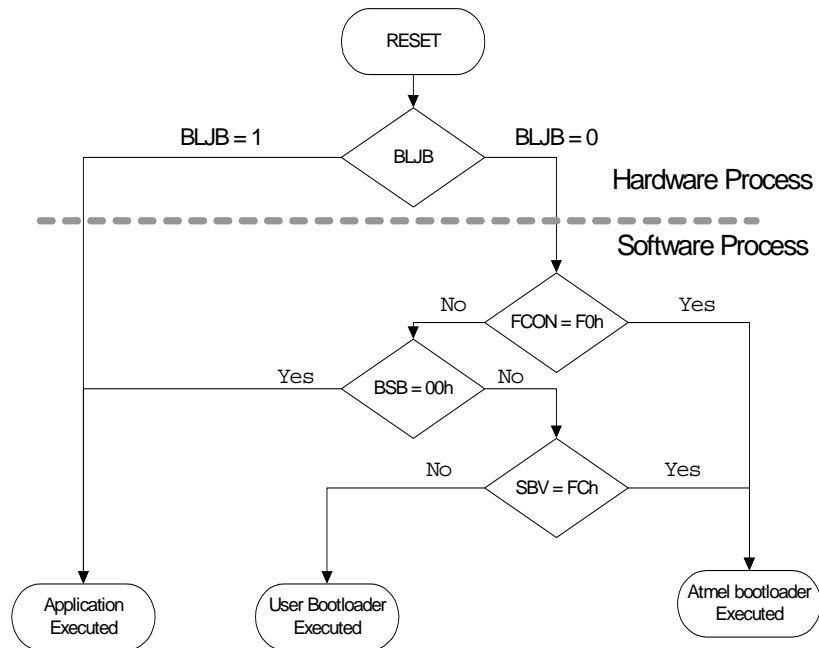 RESET
BLJB = 1
BLJB = 0
BLJB
Hardware Process
Software Process
No
Yes
FCON = F0h
Yes
No
BSB = 00h
No
Yes
SBV = FCh
Application
Executed
User Bootloader
Executed
Atmel bootloader
Executed